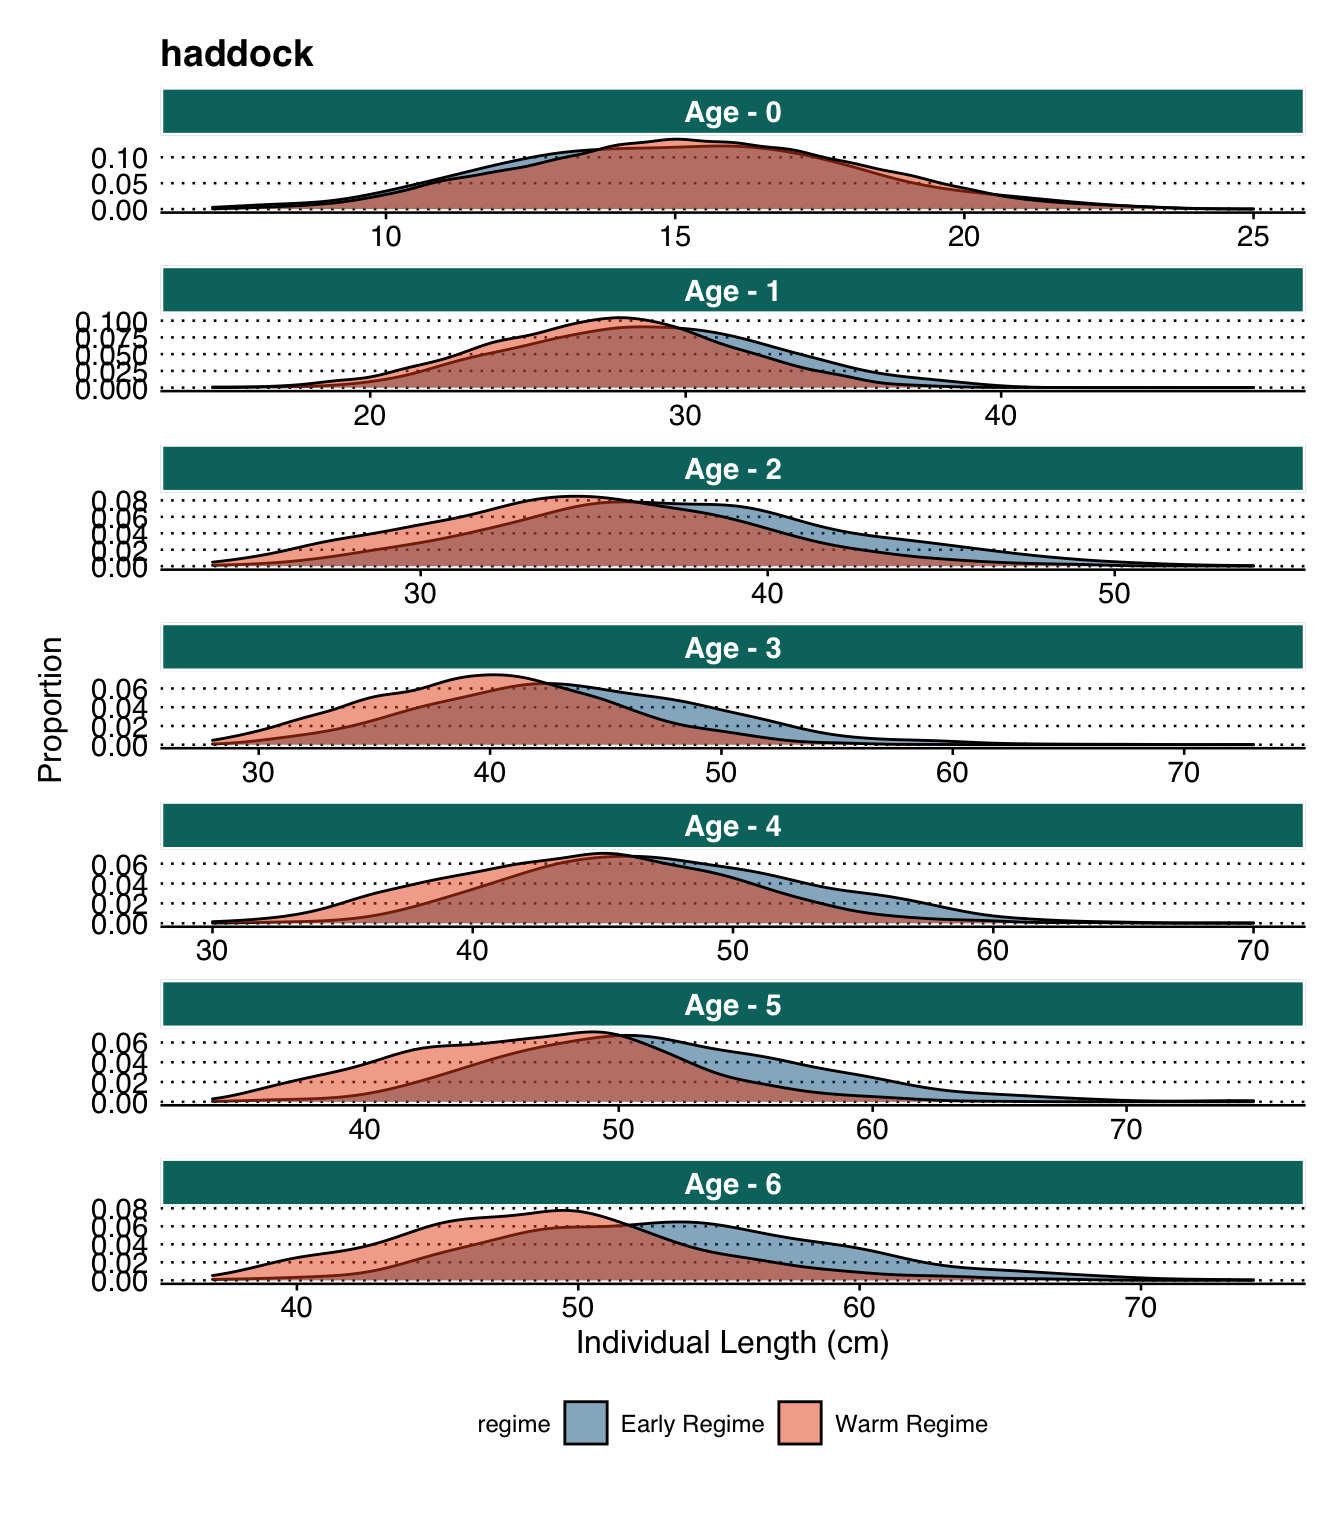 haddock
Age - 0
0.10
0.05
0.00
10 15 20 25
Age - 1
0.100
0.075
0.050
0.025
0.000
20 30 40
Age - 2
0.08
0.06
0.04
0.02
0.00
30 40 50
Proportion
Age - 3
0.06
0.04
0.02
0.00
30 40 50 60 70
Age - 4
0.06
0.04
0.02
0.00
30 40 50 60 70
Age - 5
0.06
0.04
0.02
0.00
40 50 60 70
Age - 6
0.08
0.06
0.04
0.02
0.00
40 50 60 70
Individual Length (cm)
regime Early Regime Warm Regime